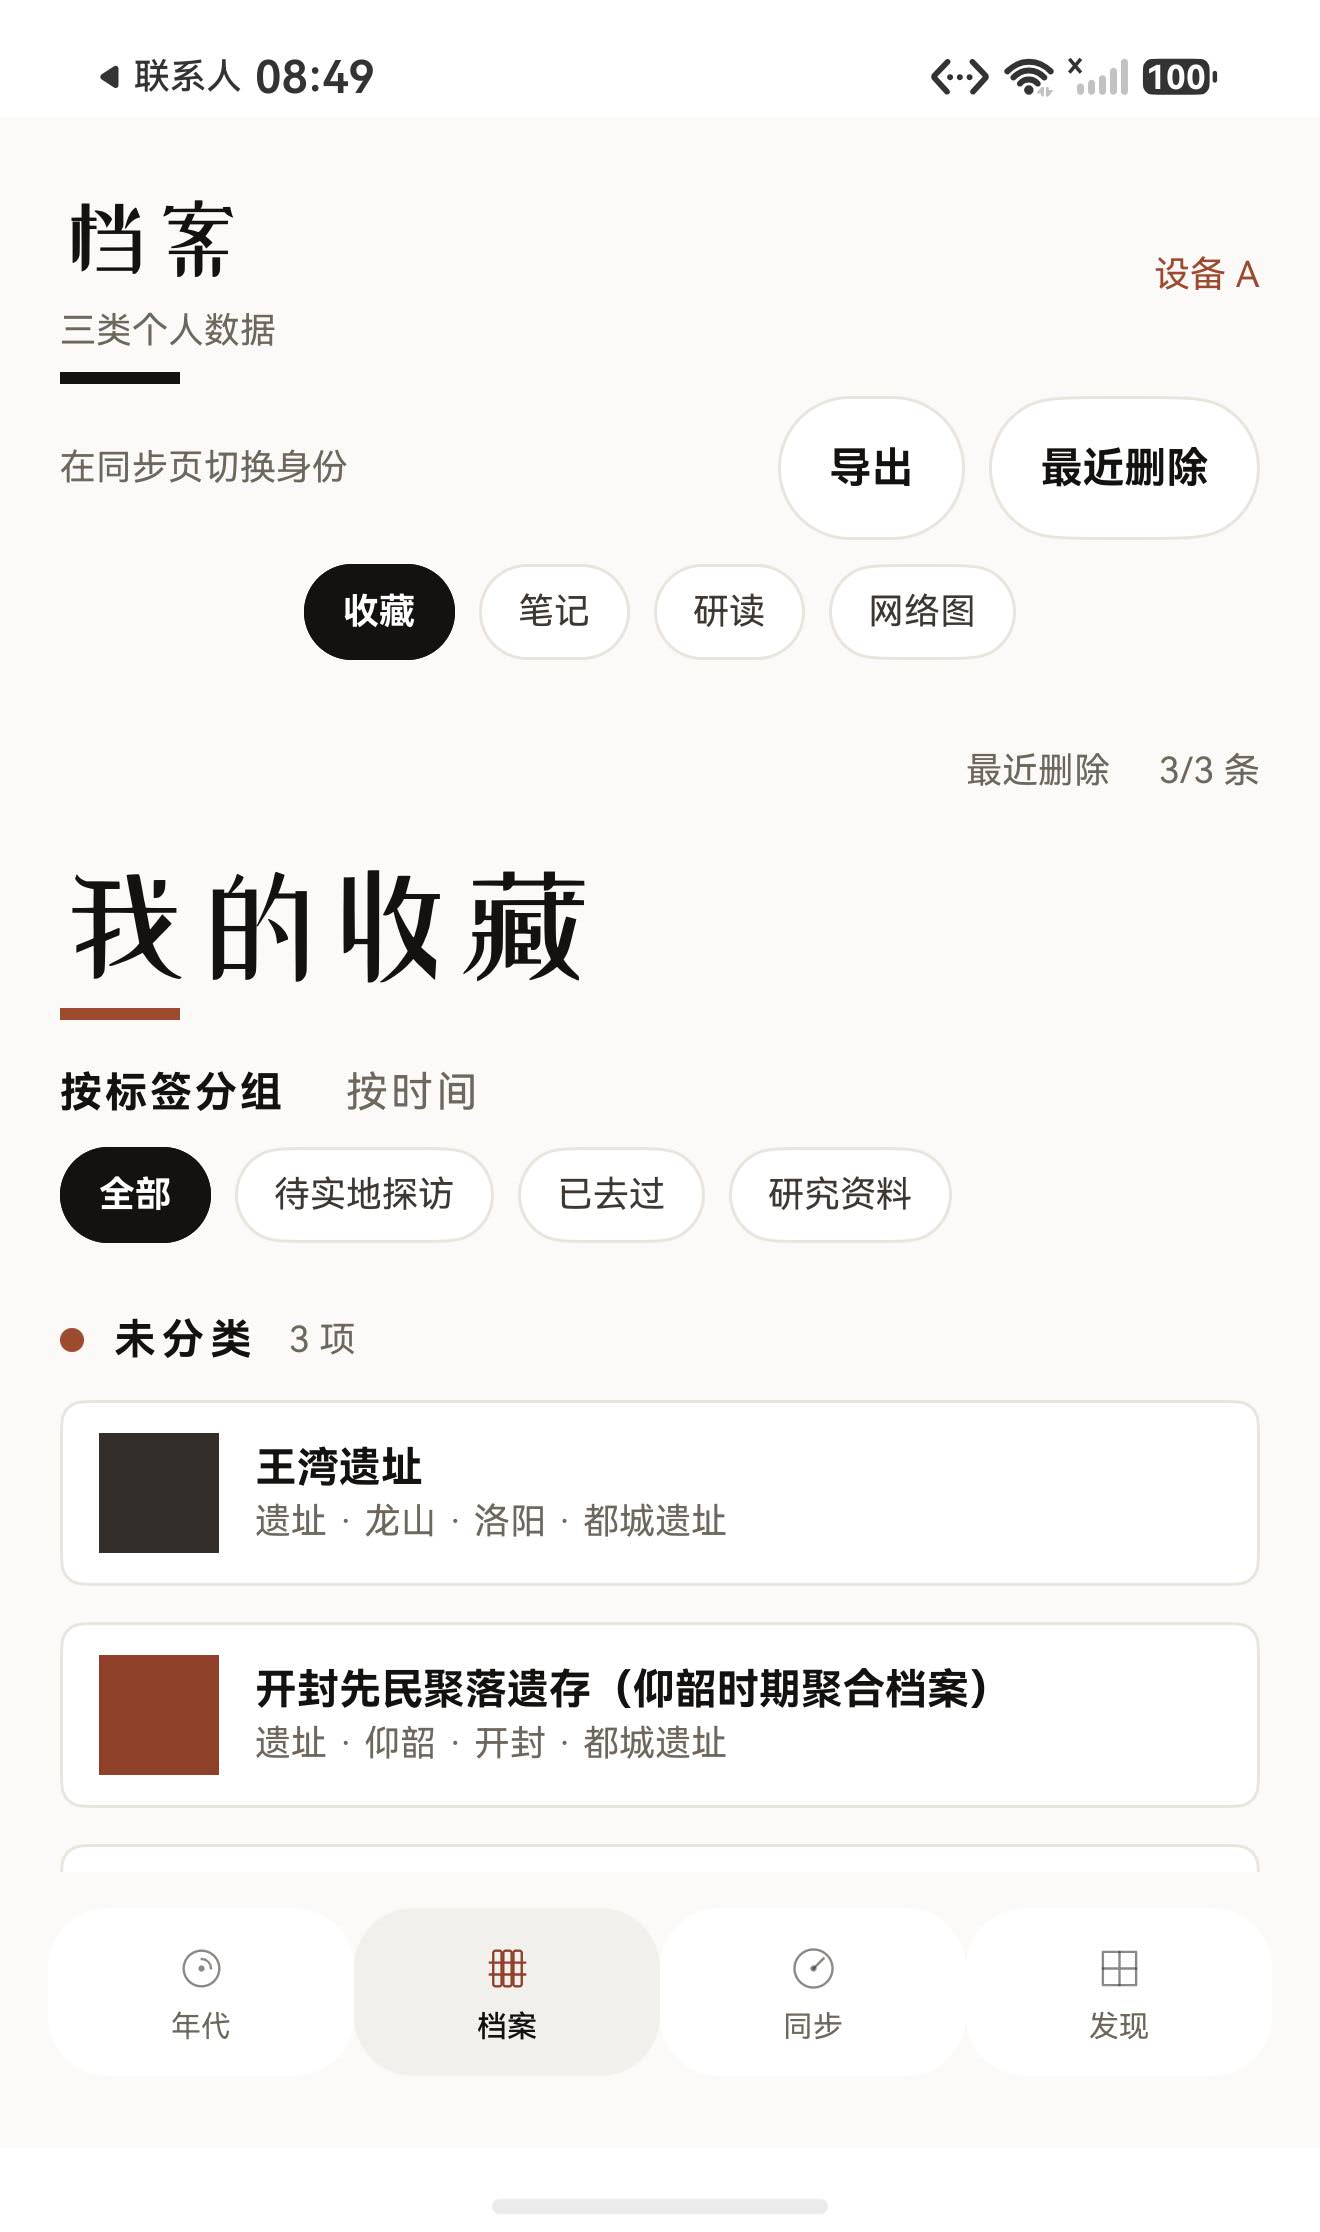 联系人 08:49 100
档案
设备 A
三类个人数据
在同步页切换身份 导出 最近删除
收藏 笔记 研读 网络图
最近删除 3/3 条
我的收藏
按标签分组 按时间
全部 待实地探访 已去过 研究资料
未分类 3 项
王湾遗址
遗址 · 龙山 · 洛阳 · 都城遗址
开封先民聚落遗存（仰韶时期聚合档案）
遗址 · 仰韶 · 开封 · 都城遗址
年代 档案 同步 发现